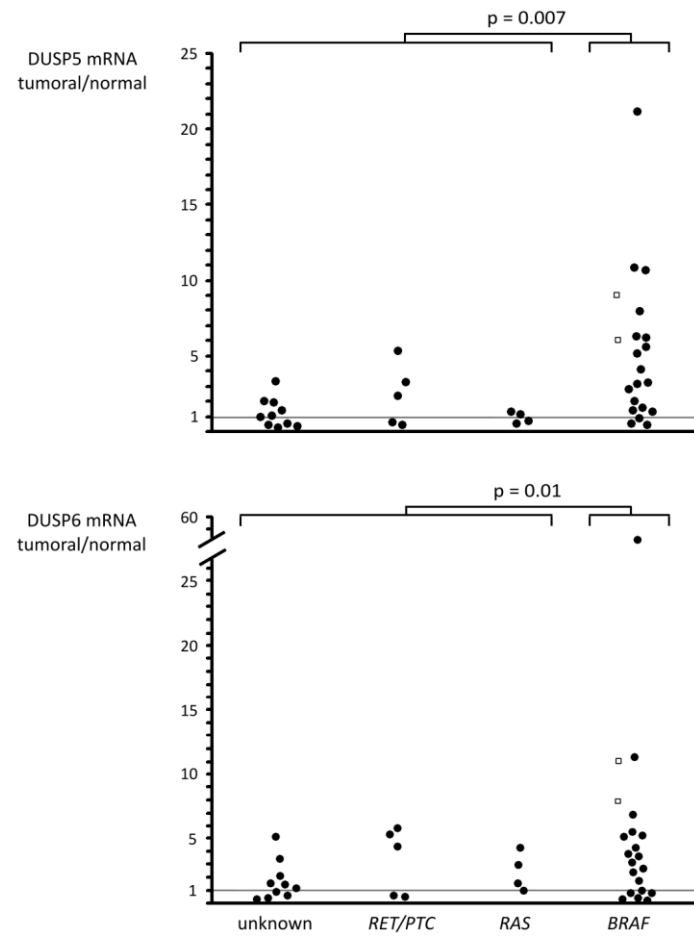 p = 0.007
DUSP5 mRNA
tumoral/normal
25
20
15
10
5
1
p = 0.01
DUSP6 mRNA
tumoral/normal
60
25
20
15
10
5
1
unknown RET/PTC RAS BRAF